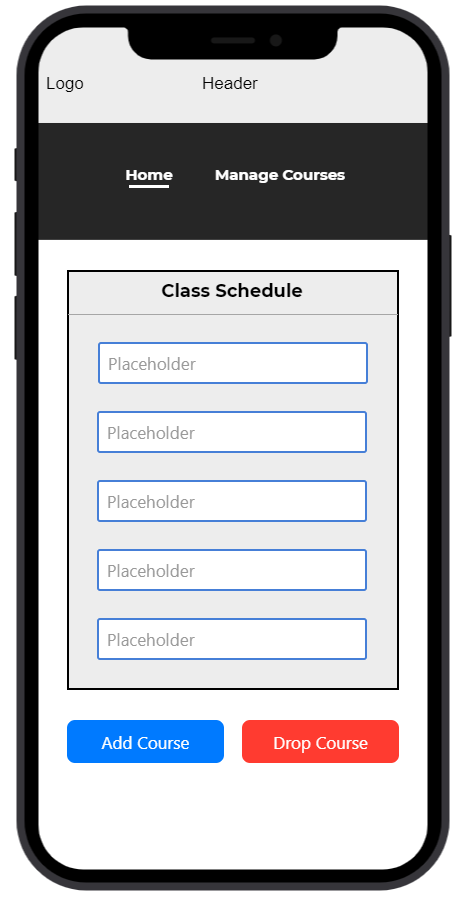 Logo Header
Home Manage Courses
Class Schedule
Placeholder
Placeholder
Placeholder
Placeholder
Placeholder
Add Course Drop Course